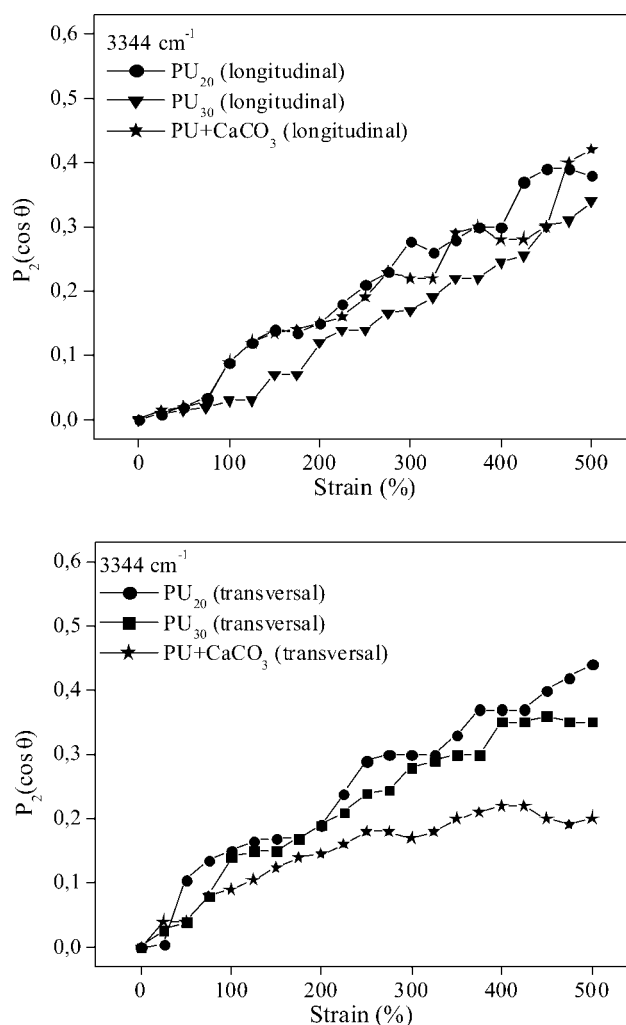 0,6
3344 cm⁻¹
PU₂₀ (longitudinal)
0,5
PU₃₀ (longitudinal)
PU+CaCO₃ (longitudinal)
0,4
P₂(cos θ)
0,3
0,2
0,1
0,0
0 100 200 300 400 500
Strain (%)
0,6
3344 cm⁻¹
PU₂₀ (transversal)
0,5
PU₃₀ (transversal)
PU+CaCO₃ (transversal)
0,4
P₂(cos θ)
0,3
0,2
0,1
0,0
0 100 200 300 400 500
Strain (%)